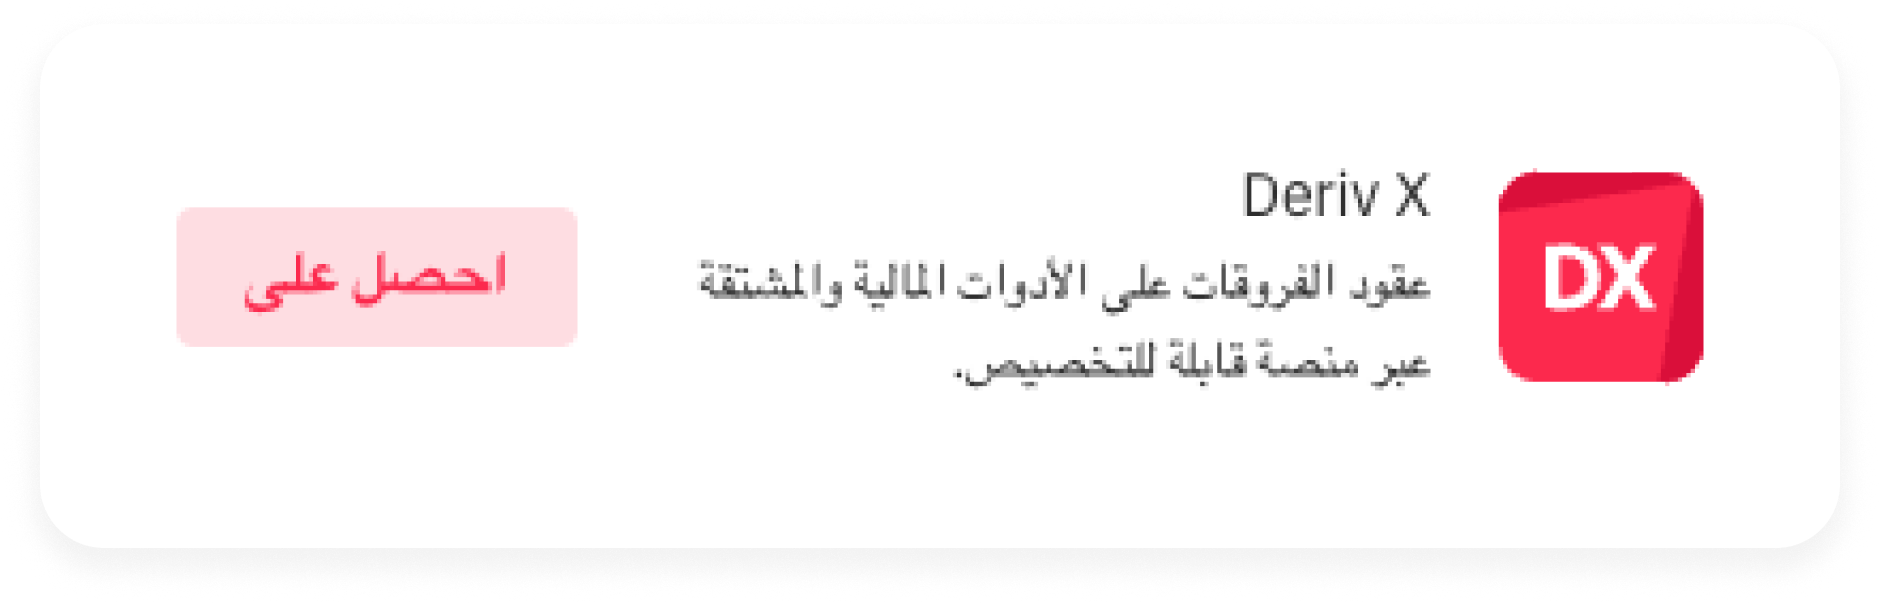 DX
Deriv X
عقود الفروقات على الأدوات المالية والمشتقة
عبر منصة قابلة للتخصيص.
احصل على